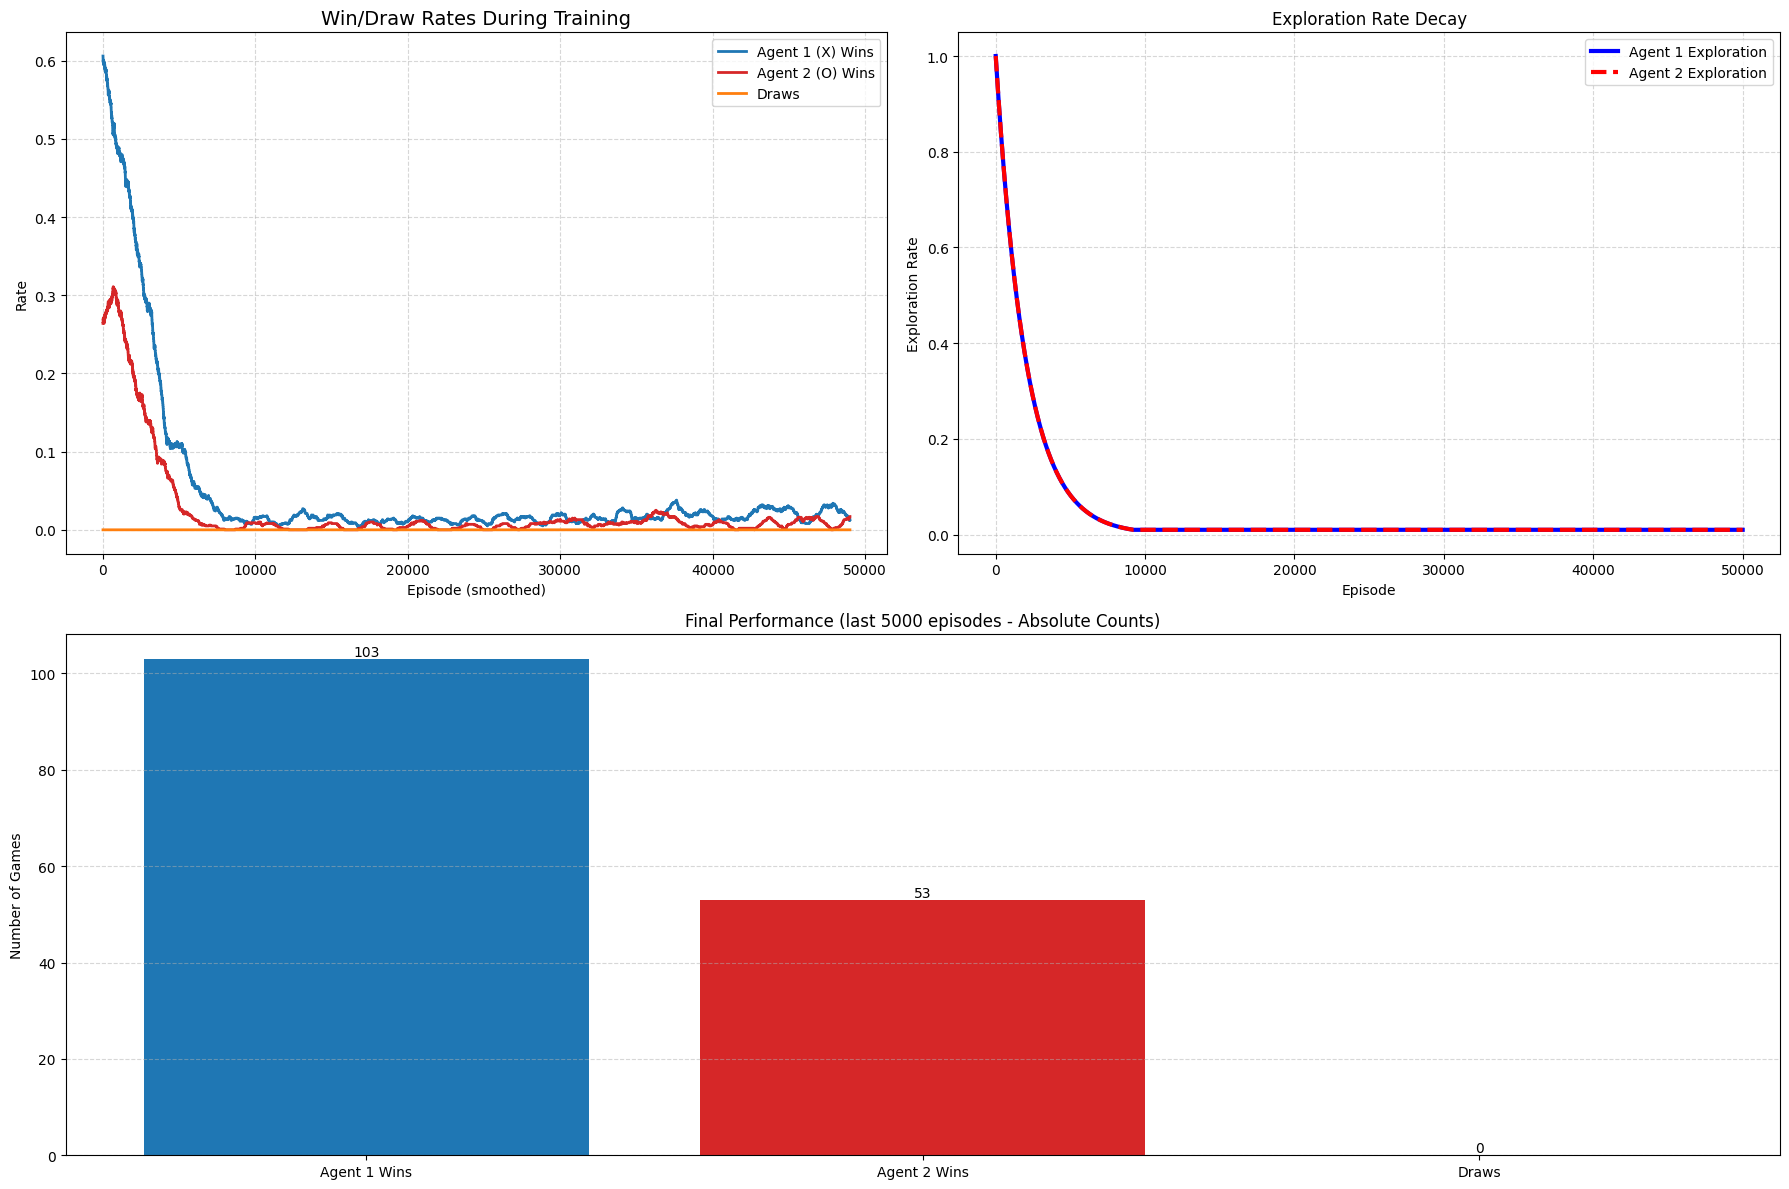 Win/Draw Rates During Training
Rate
0.6
0.5
0.4
0.3
0.2
0.1
0.0
Agent 1 (X) Wins
Agent 2 (O) Wins
Draws
0 10000 20000 30000 40000 50000
Episode (smoothed)
Exploration Rate Decay
Exploration Rate
1.0
0.8
0.6
0.4
0.2
0.0
Agent 1 Exploration
Agent 2 Exploration
0 10000 20000 30000 40000 50000
Episode
Final Performance (last 5000 episodes - Absolute Counts)
Number of Games
100
80
60
40
20
0
103
53
0
Agent 1 Wins Agent 2 Wins Draws